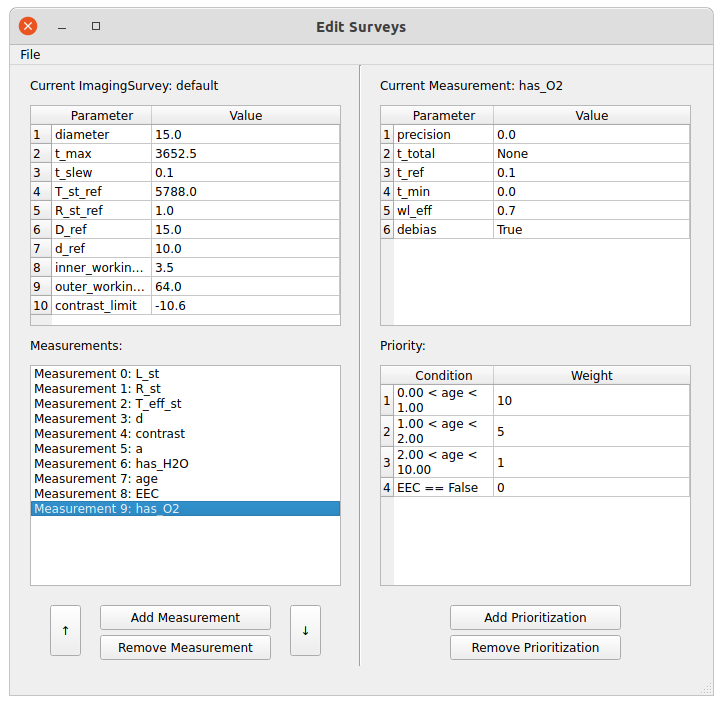 Edit Surveys
File
Current ImagingSurvey: default
Parameter Value
1 diameter 15.0
2 t_max 3652.5
3 t_slew 0.1
4 T_st_ref 5788.0
5 R_st_ref 1.0
6 D_ref 15.0
7 d_ref 10.0
8 inner_workin... 3.5
9 outer_workin... 64.0
10 contrast_limit -10.6
Measurements:
Measurement 0: L_st
Measurement 1: R_st
Measurement 2: T_eff_st
Measurement 3: d
Measurement 4: contrast
Measurement 5: a
Measurement 6: has_H2O
Measurement 7: age
Measurement 8: EEC
Measurement 9: has_O2
↑
Add Measurement
Remove Measurement
↓
Current Measurement: has_O2
Parameter Value
1 precision 0.0
2 t_total None
3 t_ref 0.1
4 t_min 0.0
5 wl_eff 0.7
6 debias True
Priority:
Condition Weight
1 0.00 < age < 10
1.00
2 1.00 < age < 5
2.00
3 2.00 < age < 1
10.00
4 EEC == False 0
Add Prioritization
Remove Prioritization